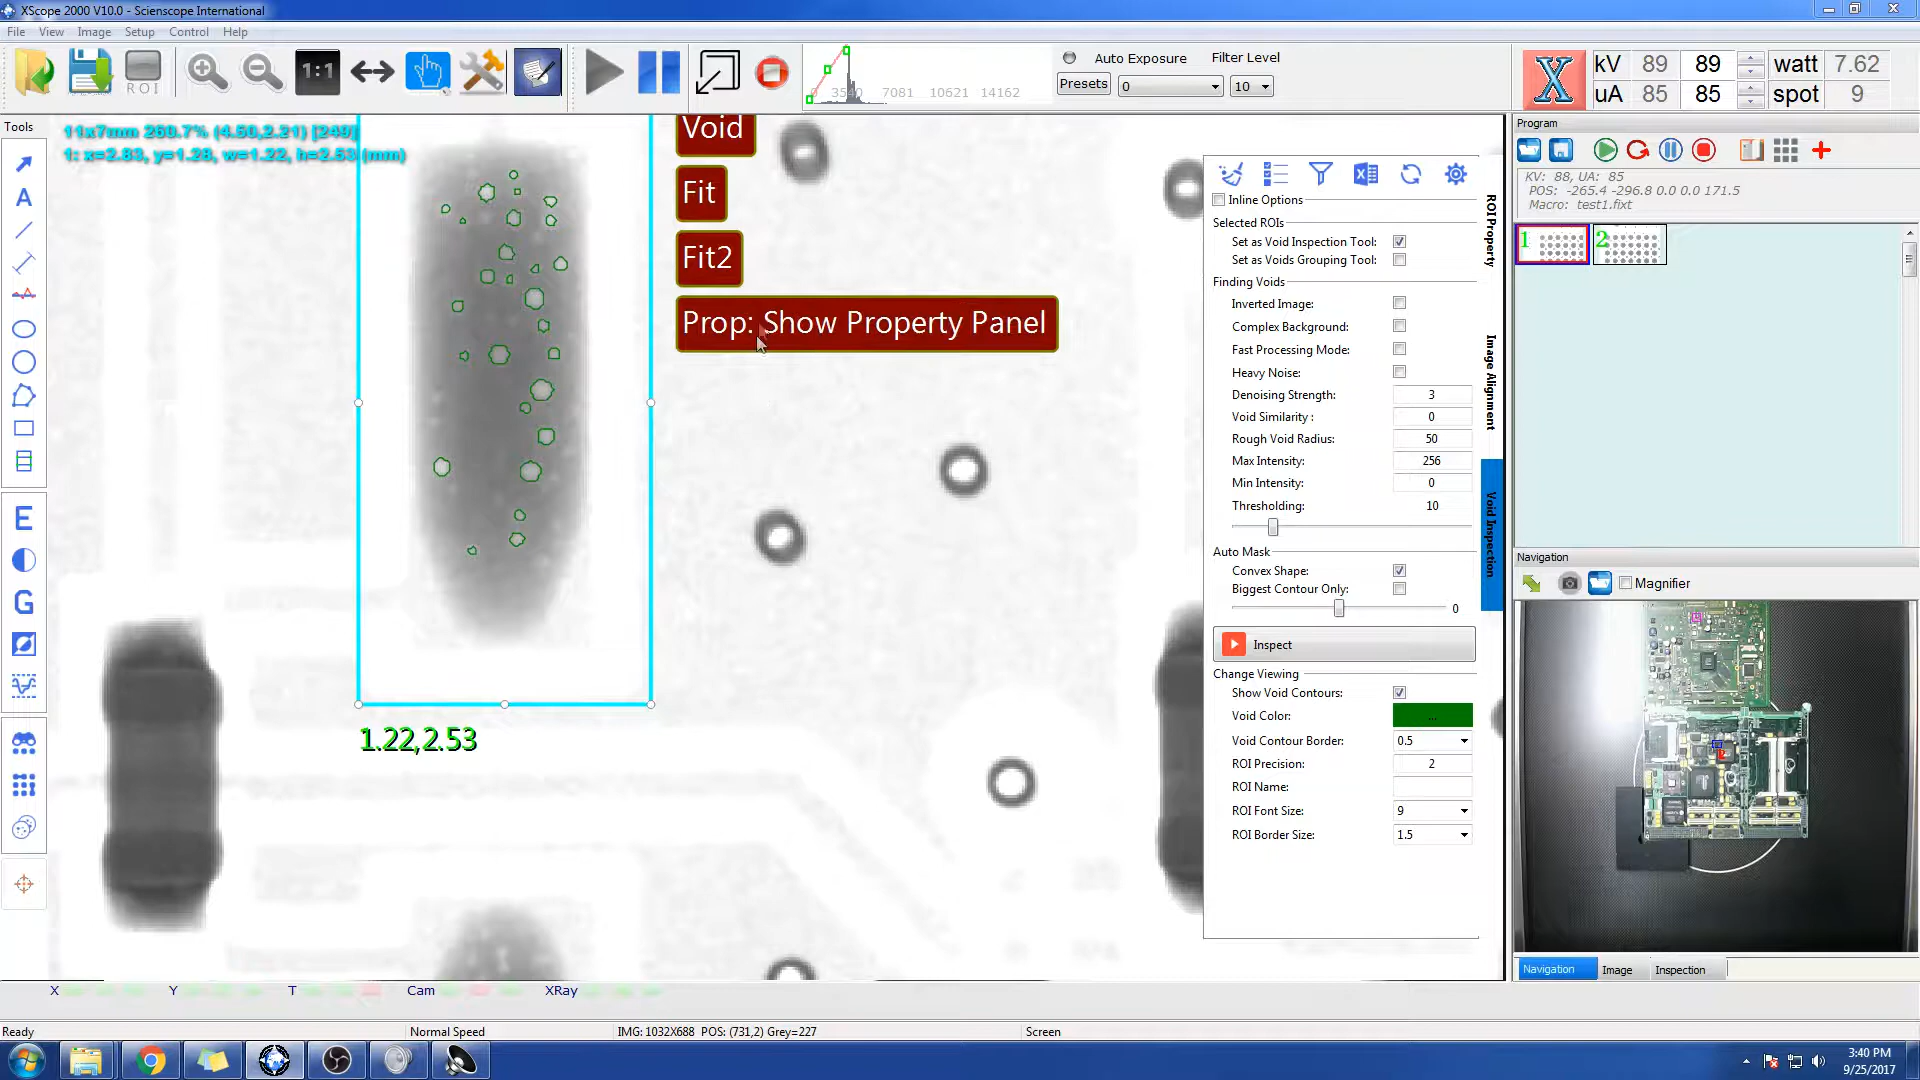 XScope 2000 V10.0 - Scienscope International
File View Image Setup Control Help
ROI
1:1
0 3540 7081 10621 14162
Auto Exposure Filter Level
Presets 0 10
X
kV 89 89 watt 7.62
uA 85 85 spot 9
Tools
11x7mm 260.7% (4.50,2.21) [249]
1: x=2.83, y=1.28, w=1.22, h=2.53 (mm)
A
E
G
Void
Fit
Fit2
Prop: Show Property Panel
1.22,2.53
Inline Options
Selected ROIs
Set as Void Inspection Tool:
Set as Voids Grouping Tool:
Finding Voids
Inverted Image:
Complex Background:
Fast Processing Mode:
Heavy Noise:
Denoising Strength: 3
Void Similarity : 0
Rough Void Radius: 50
Max Intensity: 256
Min Intensity: 0
Thresholding: 10
Auto Mask
Convex Shape:
Biggest Contour Only:
0
Inspect
Change Viewing
Show Void Contours:
Void Color: ...
Void Contour Border: 0.5
ROI Precision: 2
ROI Name:
ROI Font Size: 9
ROI Border Size: 1.5
ROI Property
Image Alignment
Void Inspection
Program
KV: 88, UA: 85
POS: -265.4 -296.8 0.0 0.0 171.5
Macro: test1.fixt
1 2
Navigation
Magnifier
Navigation Image Inspection
X Y T Cam XRay
Ready Normal Speed IMG: 1032X688 POS: (731,2) Grey=227 Screen
3:40 PM
9/25/2017